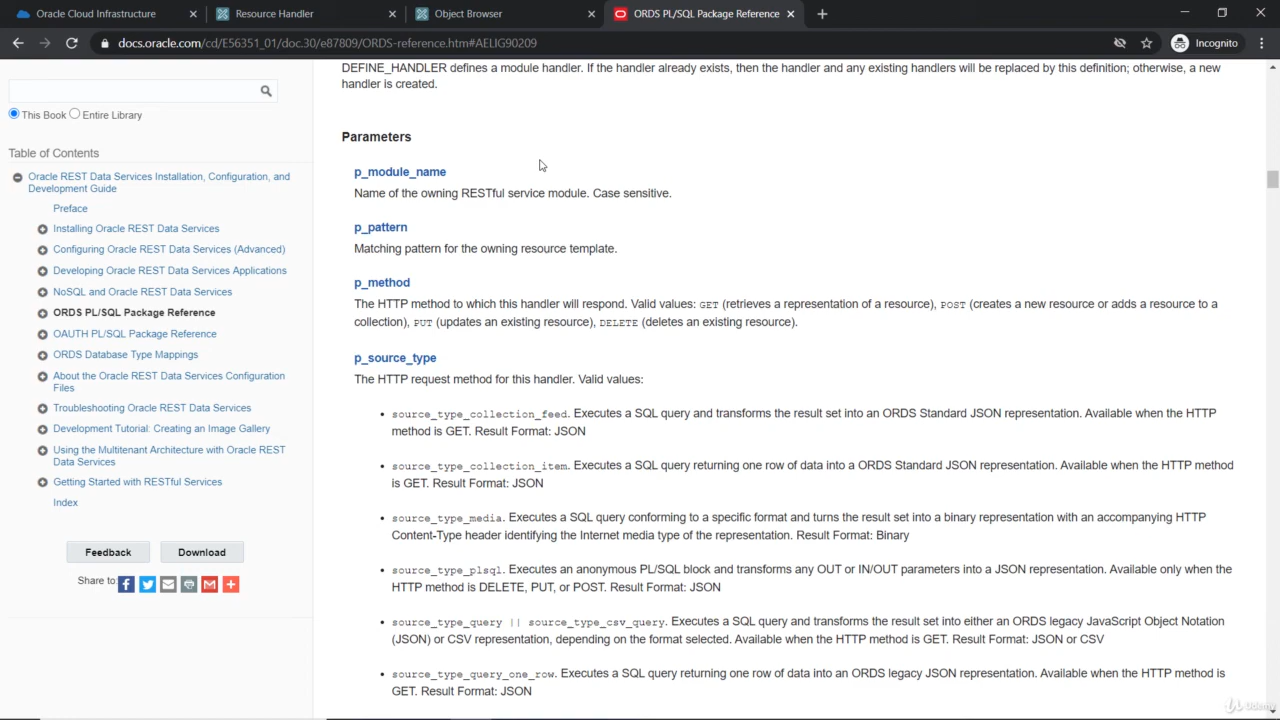 Oracle Cloud Infrastructure
Resource Handler
Object Browser
ORDS PL/SQL Package Reference
docs.oracle.com/cd/E56351_01/doc.30/e87809/ORDS-reference.htm#AELIG90209
Incognito
This Book
Entire Library
Table of Contents
Oracle REST Data Services Installation, Configuration, and
Development Guide
Preface
Installing Oracle REST Data Services
Configuring Oracle REST Data Services (Advanced)
Developing Oracle REST Data Services Applications
NoSQL and Oracle REST Data Services
ORDS PL/SQL Package Reference
OAUTH PL/SQL Package Reference
ORDS Database Type Mappings
About the Oracle REST Data Services Configuration
Files
Troubleshooting Oracle REST Data Services
Development Tutorial: Creating an Image Gallery
Using the Multitenant Architecture with Oracle REST
Data Services
Getting Started with RESTful Services
Index
Feedback
Download
Share to:
DEFINE_HANDLER defines a module handler. If the handler already exists, then the handler and any existing handlers will be replaced by this definition; otherwise, a new
handler is created.
Parameters
p_module_name
Name of the owning RESTful service module. Case sensitive.
p_pattern
Matching pattern for the owning resource template.
p_method
The HTTP method to which this handler will respond. Valid values: GET (retrieves a representation of a resource), POST (creates a new resource or adds a resource to a
collection), PUT (updates an existing resource), DELETE (deletes an existing resource).
p_source_type
The HTTP request method for this handler. Valid values:
• source_type_collection_feed. Executes a SQL query and transforms the result set into an ORDS Standard JSON representation. Available when the HTTP
method is GET. Result Format: JSON
• source_type_collection_item. Executes a SQL query returning one row of data into a ORDS Standard JSON representation. Available when the HTTP method
is GET. Result Format: JSON
• source_type_media. Executes a SQL query conforming to a specific format and turns the result set into a binary representation with an accompanying HTTP
Content-Type header identifying the Internet media type of the representation. Result Format: Binary
• source_type_plsql. Executes an anonymous PL/SQL block and transforms any OUT or IN/OUT parameters into a JSON representation. Available only when the
HTTP method is DELETE, PUT, or POST. Result Format: JSON
• source_type_query || source_type_csv_query. Executes a SQL query and transforms the result set into either an ORDS legacy JavaScript Object Notation
(JSON) or CSV representation, depending on the format selected. Available when the HTTP method is GET. Result Format: JSON or CSV
• source_type_query_one_row. Executes a SQL query returning one row of data into an ORDS legacy JSON representation. Available when the HTTP method is
GET. Result Format: JSON
Udemy